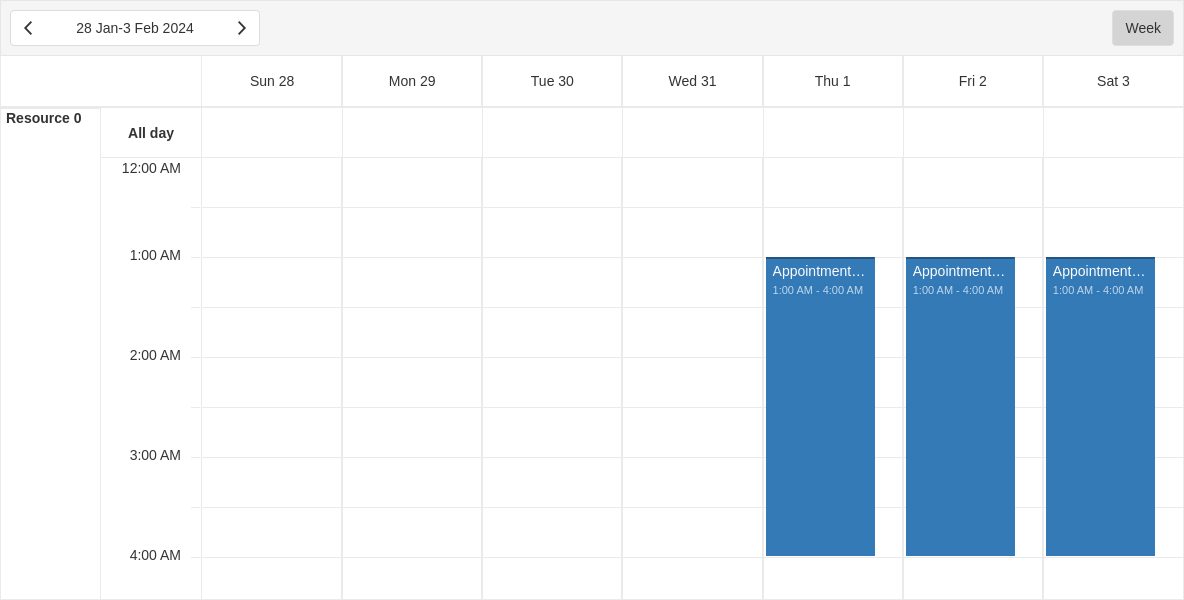 28 Jan-3 Feb 2024
Week
Sun 28
Mon 29
Tue 30
Wed 31
Thu 1
Fri 2
Sat 3
Resource 0
All day
12:00 AM
1:00 AM
Appointment…
Appointment…
Appointment…
1:00 AM - 4:00 AM
1:00 AM - 4:00 AM
1:00 AM - 4:00 AM
2:00 AM
3:00 AM
4:00 AM